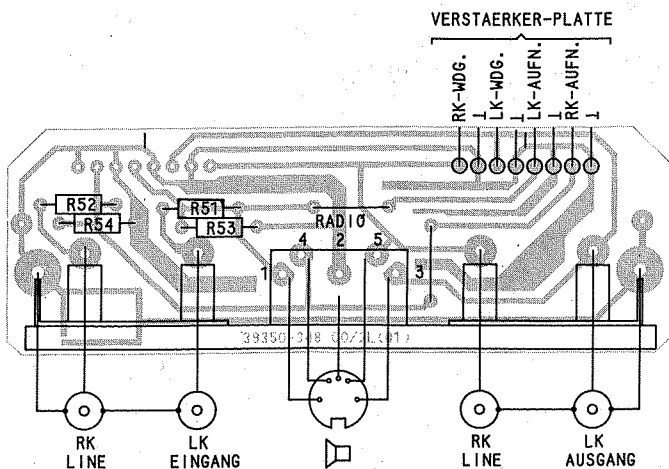 VERSTAERKER-PLATTE
RK-WDG.
⊥
LK-WDG.
⊥
LK-AUFN.
⊥
RK-AUFN.
⊥
R52
R54
R51
R53
RADIO
4
2
5
1
3
RK
LINE
LK
EINGANG
RK
LINE
LK
AUSGANG